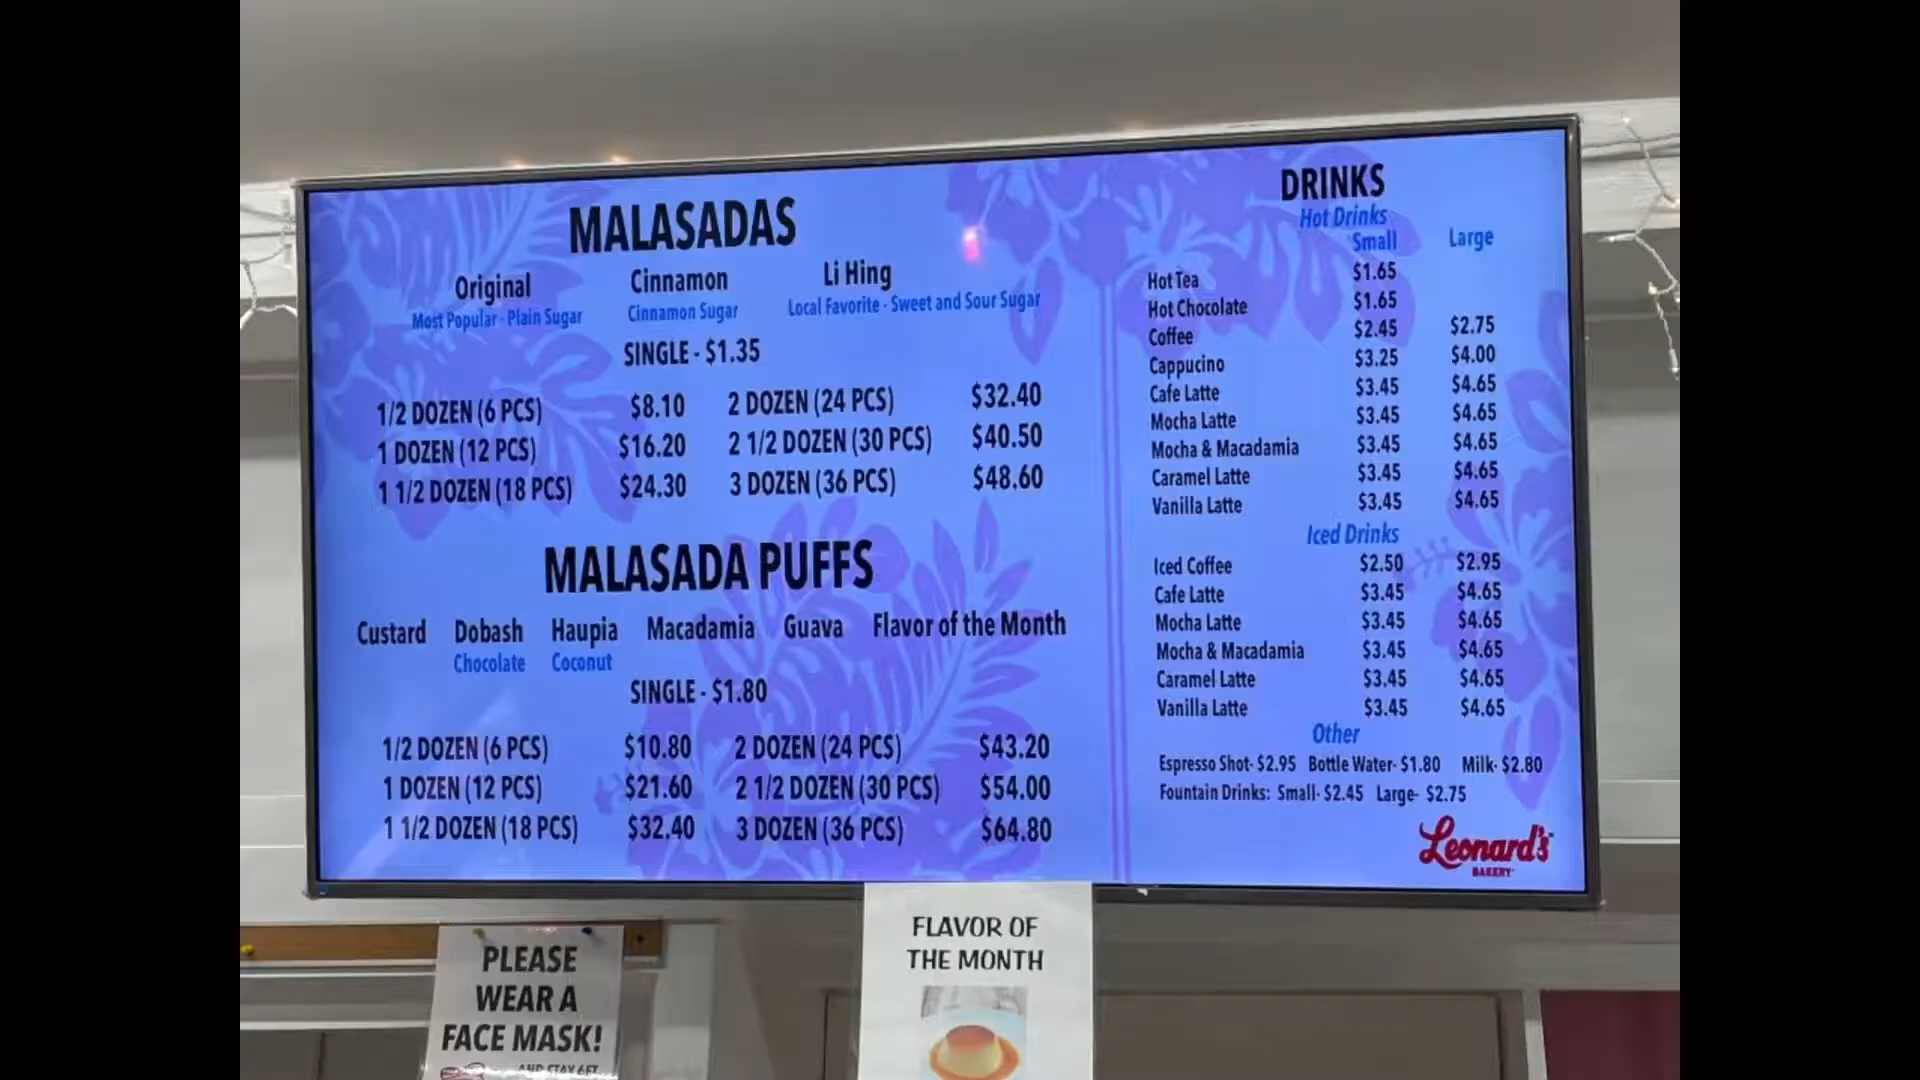 MALASADAS
Original Cinnamon Li Hing
Most Popular - Plain Sugar Cinnamon Sugar Local Favorite - Sweet and Sour Sugar
SINGLE - $1.35
1/2 DOZEN (6 PCS) $8.10 2 DOZEN (24 PCS) $32.40
1 DOZEN (12 PCS) $16.20 2 1/2 DOZEN (30 PCS) $40.50
1 1/2 DOZEN (18 PCS) $24.30 3 DOZEN (36 PCS) $48.60
MALASADA PUFFS
Custard Dobash Haupia Macadamia Guava Flavor of the Month
Chocolate Coconut
SINGLE - $1.80
1/2 DOZEN (6 PCS) $10.80 2 DOZEN (24 PCS) $43.20
1 DOZEN (12 PCS) $21.60 2 1/2 DOZEN (30 PCS) $54.00
1 1/2 DOZEN (18 PCS) $32.40 3 DOZEN (36 PCS) $64.80
DRINKS
Hot Drinks
Small Large
Hot Tea $1.65
Hot Chocolate $1.65
Coffee $2.45 $2.75
Cappucino $3.25 $4.00
Cafe Latte $3.45 $4.65
Mocha Latte $3.45 $4.65
Mocha & Macadamia $3.45 $4.65
Caramel Latte $3.45 $4.65
Vanilla Latte $3.45 $4.65
Iced Drinks
Iced Coffee $2.50 $2.95
Cafe Latte $3.45 $4.65
Mocha Latte $3.45 $4.65
Mocha & Macadamia $3.45 $4.65
Caramel Latte $3.45 $4.65
Vanilla Latte $3.45 $4.65
Other
Espresso Shot- $2.95 Bottle Water- $1.80 Milk- $2.80
Fountain Drinks: Small- $2.45 Large- $2.75
Leonard's
BAKERY
PLEASE
WEAR A
FACE MASK!
AND STAY 6FT
FLAVOR OF
THE MONTH